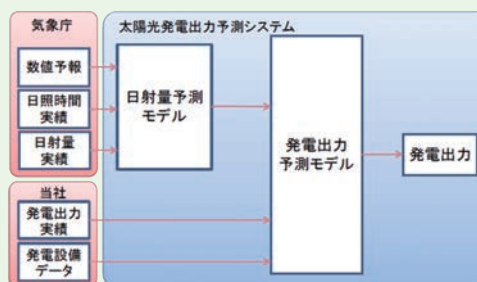 気象庁
数値予報
日照時間
実績
日射量
実績
当社
発電出力
実績
発電設備
データ
太陽光発電出力予測システム
日射量予測
モデル
発電出力
予測モデル
発電出力